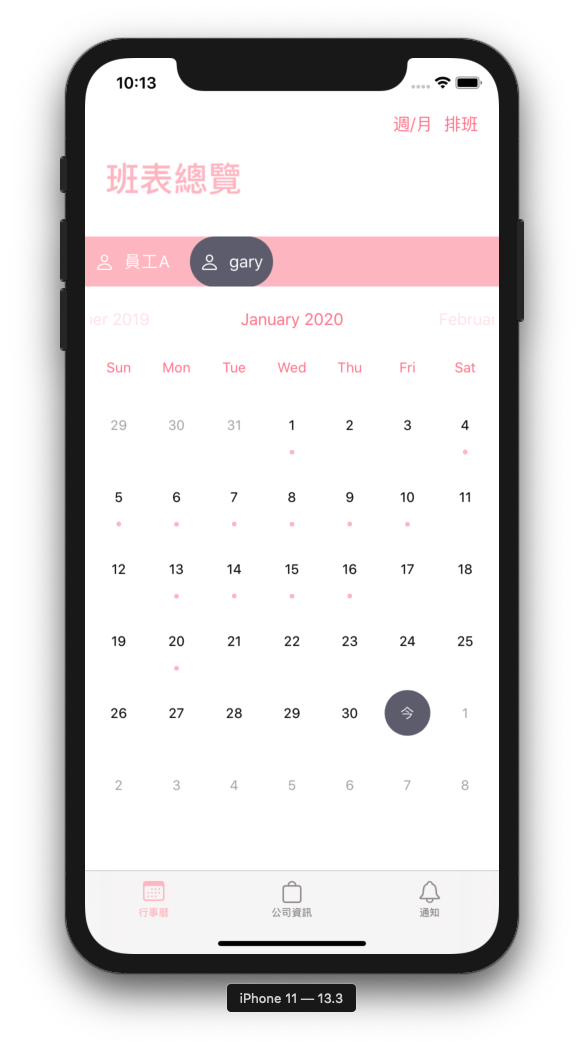 10:13
週/月 排班
班表總覽
員工A gary
er 2019 January 2020 Februar
Sun Mon Tue Wed Thu Fri Sat
29 30 31 1 2 3 4
5 6 7 8 9 10 11
12 13 14 15 16 17 18
19 20 21 22 23 24 25
26 27 28 29 30 今 1
2 3 4 5 6 7 8
行事曆 公司資訊 通知
iPhone 11 — 13.3